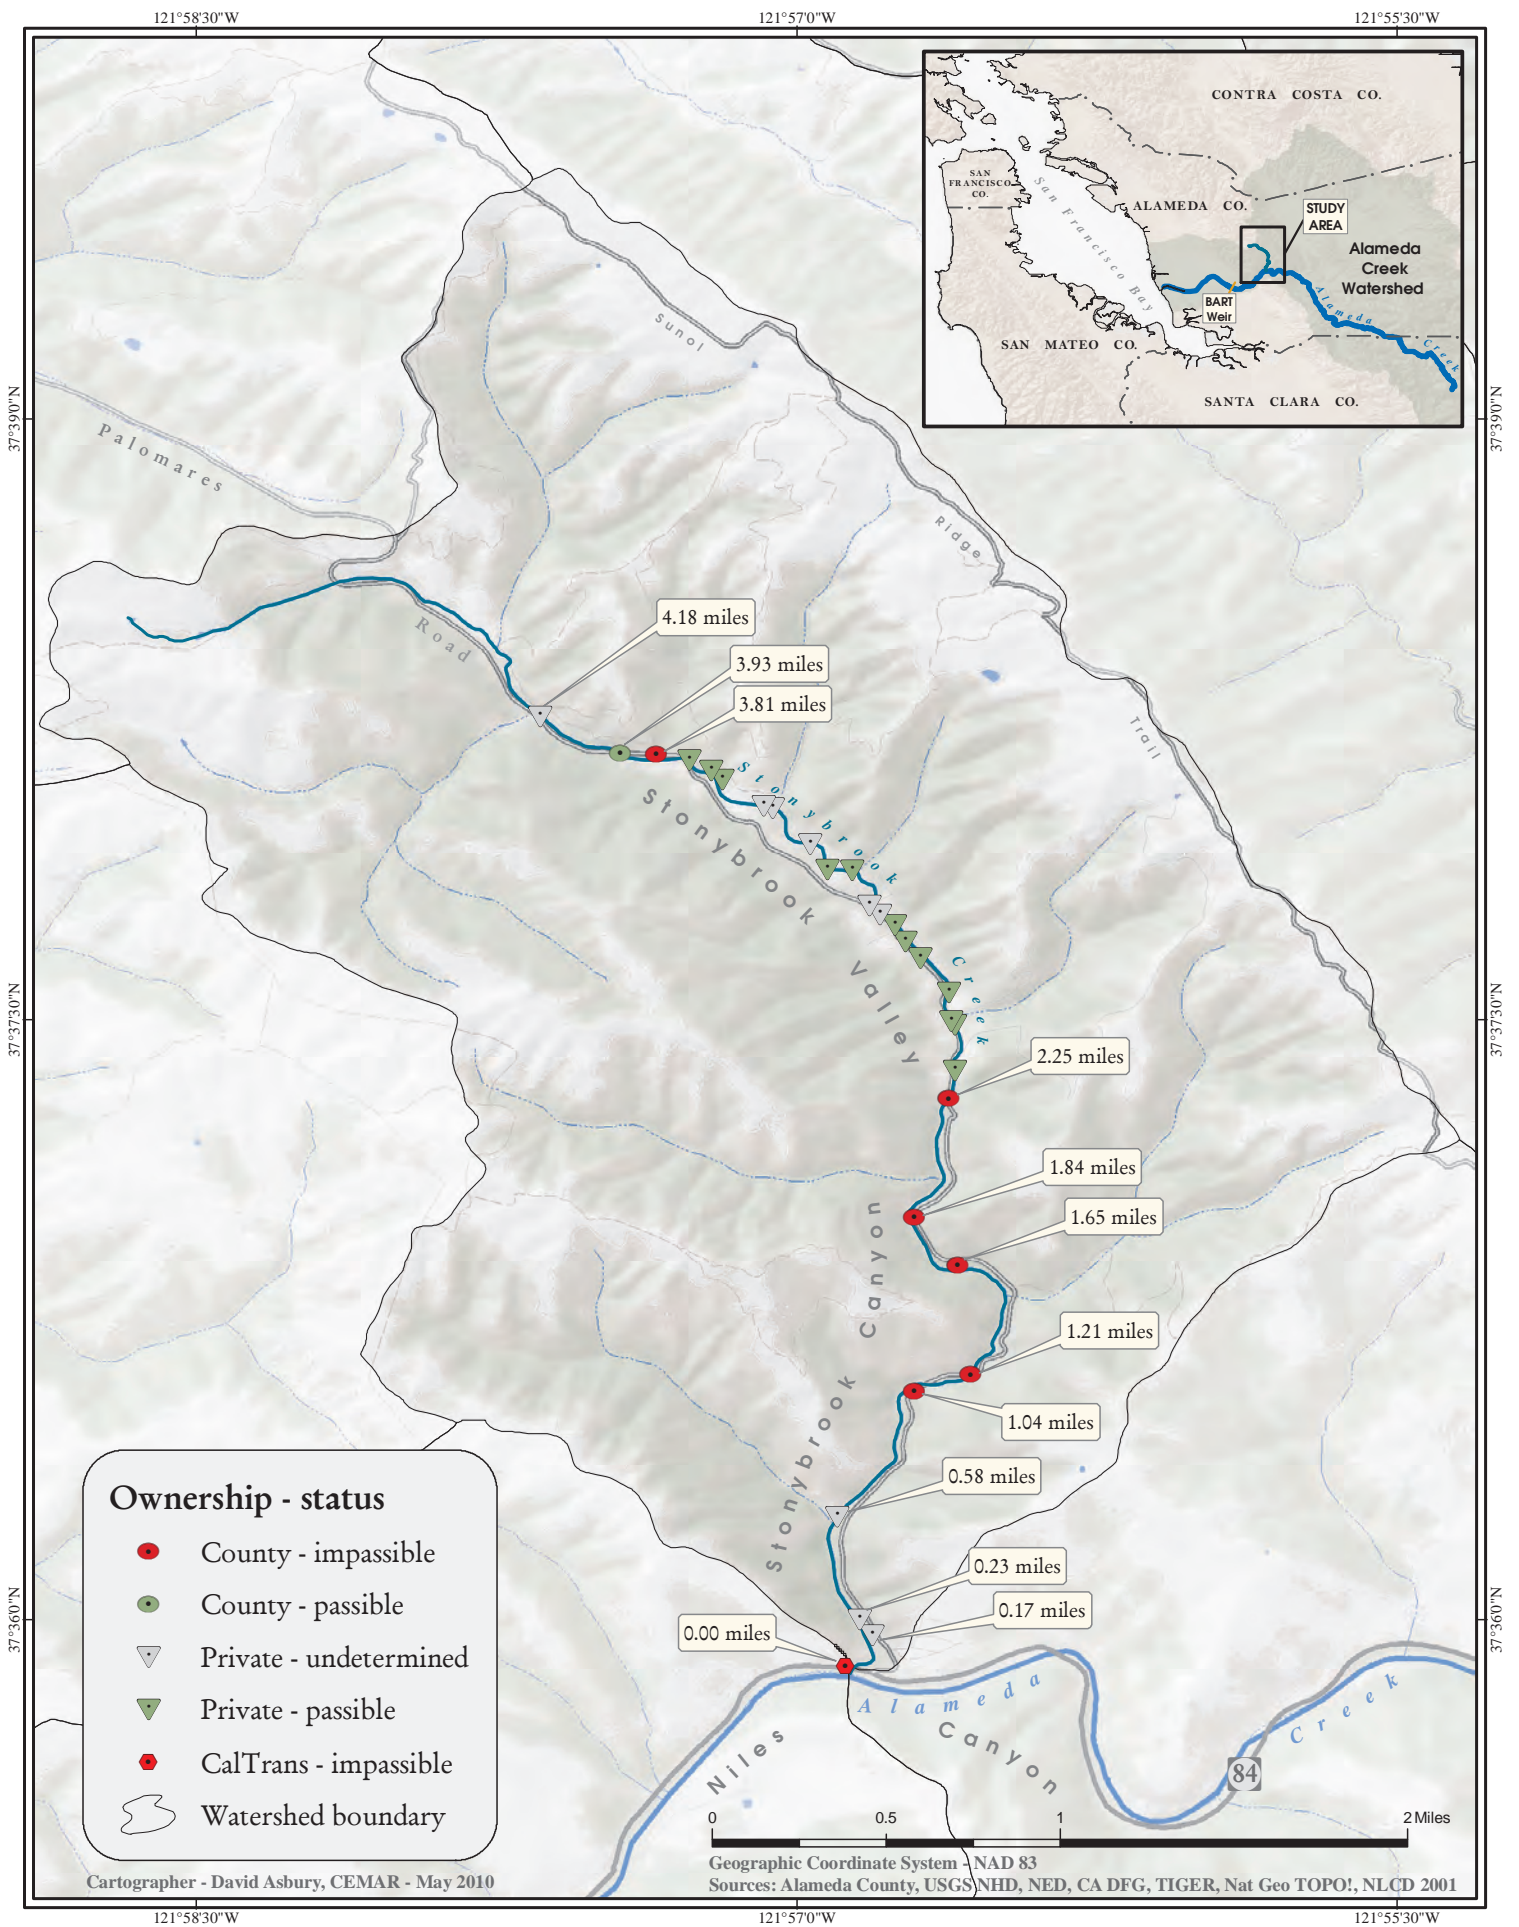 121°58'30"W
121°57'0"W
121°55'30"W
CONTRA COSTA CO.
SAN
FRANCISCO
CO.
San Francisco Bay
ALAMEDA CO.
STUDY
AREA
Alameda
Creek
Watershed
BART
Weir
Alameda Creek
SAN MATEO CO.
SANTA CLARA CO.
37°39'0"N
37°39'0"N
Sunol
Ridge
Trail
Palomares
Road
4.18 miles
3.93 miles
3.81 miles
Stonybrook Creek
Stonybrook Valley
37°37'30"N
37°37'30"N
2.25 miles
1.84 miles
1.65 miles
1.21 miles
1.04 miles
Stonybrook Canyon
0.58 miles
0.23 miles
0.17 miles
0.00 miles
37°36'0"N
37°36'0"N
Alameda Creek
Niles Canyon
84
Ownership - status
County - impassible
County - passible
Private - undetermined
Private - passible
CalTrans - impassible
Watershed boundary
0 0.5 1 2 Miles
Geographic Coordinate System - NAD 83
Sources: Alameda County, USGS NHD, NED, CA DFG, TIGER, Nat Geo TOPO!, NLCD 2001
Cartographer - David Asbury, CEMAR - May 2010
121°58'30"W
121°57'0"W
121°55'30"W